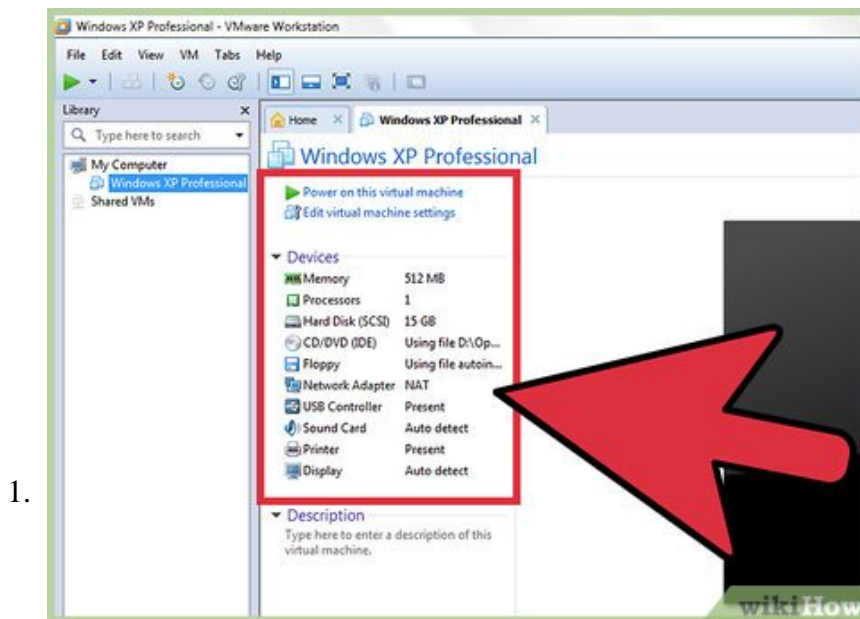 Windows XP Professional - VMware Workstation
File Edit View VM Tabs Help
Library x
Home × Windows XP Professional ×
Type here to search
My Computer
Windows XP Professional
Shared VMs
Windows XP Professional
Power on this virtual machine
Edit virtual machine settings
Devices
Memory 512 MB
Processors 1
Hard Disk (SCSI) 15 GB
CD/DVD (IDE) Using file D:\Op...
Floppy Using file autoin...
Network Adapter NAT
USB Controller Present
Sound Card Auto detect
Printer Present
Display Auto detect
1.
Description
Type here to enter a description of this
virtual machine.
wikiHow